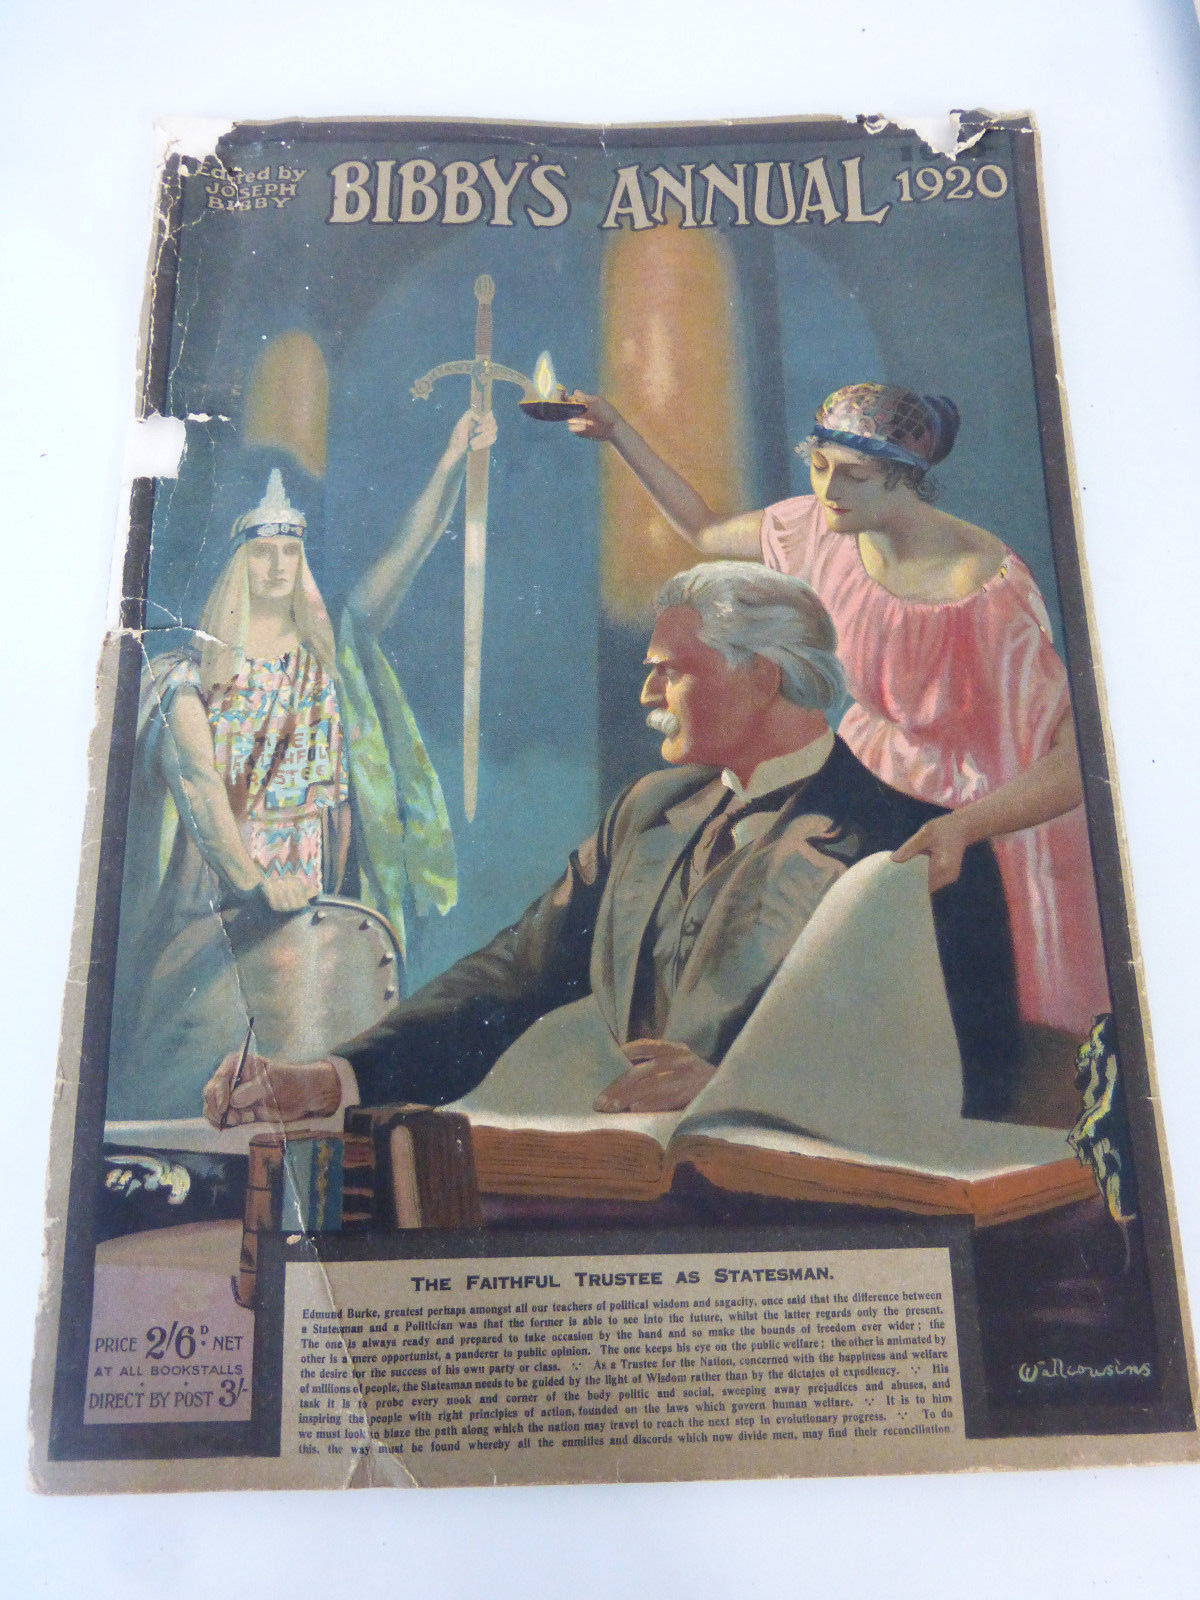 Edited by
JOSEPH
BIBBY
BIBBY'S ANNUAL 1920
THE
FAITHFUL
TRUSTEE
THE FAITHFUL TRUSTEE AS STATESMAN.
Edmund Burke, greatest perhaps amongst all our teachers of political wisdom and sagacity, once said that the difference between
a Statesman and a Politician was that the former is able to see into the future, whilst the latter regards only the present.
The one is always ready and prepared to take occasion by the hand and so make the bounds of freedom ever wider; the
other is a mere opportunist, a panderer to public opinion. The one keeps his eye on the public welfare; the other is animated by
the desire for the success of his own party or class. ∵ As a Trustee for the Nation, concerned with the happiness and welfare
of millions of people, the Statesman needs to be guided by the light of Wisdom rather than by the dictates of expediency. ∵ His
task it is to probe every nook and corner of the body politic and social, sweeping away prejudices and abuses, and
inspiring the people with right principles of action, founded on the laws which govern human welfare. ∵ It is to him
we must look to blaze the path along which the nation may travel to reach the next step in evolutionary progress. ∵ To do
this, the way must be found whereby all the enmities and discords which now divide men, may find their reconciliation
PRICE 2/6D NET
AT ALL BOOKSTALLS
DIRECT BY POST 3/-
Wallcousins